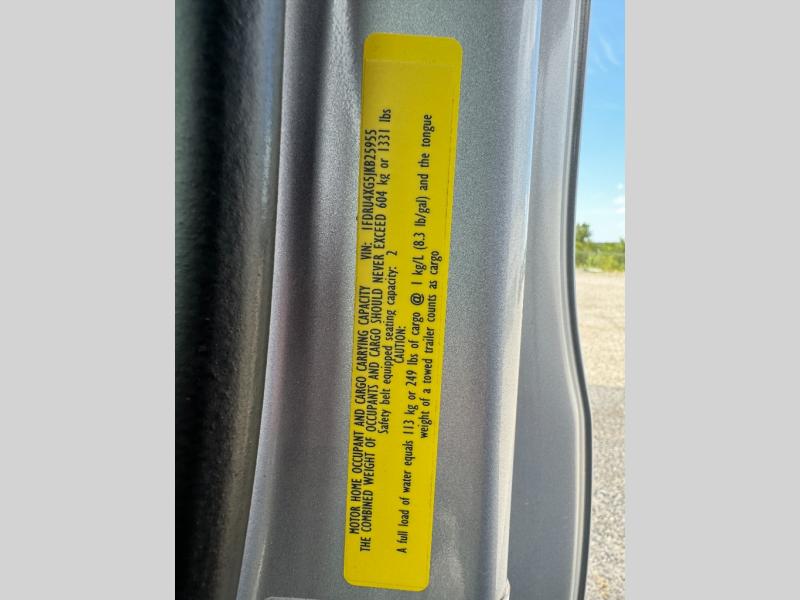 MOTOR HOME OCCUPANT AND CARGO CARRYING CAPACITY VIN: 1FDRU4XG5JKB25955
THE COMBINED WEIGHT OF OCCUPANTS AND CARGO SHOULD NEVER EXCEED 604 kg or 1331 lbs
Safety belt equipped seating capacity: 2
CAUTION:
A full load of water equals 113 kg or 249 lbs of cargo @ 1 kg/L (8.3 lb/gal) and the tongue
weight of a towed trailer counts as cargo